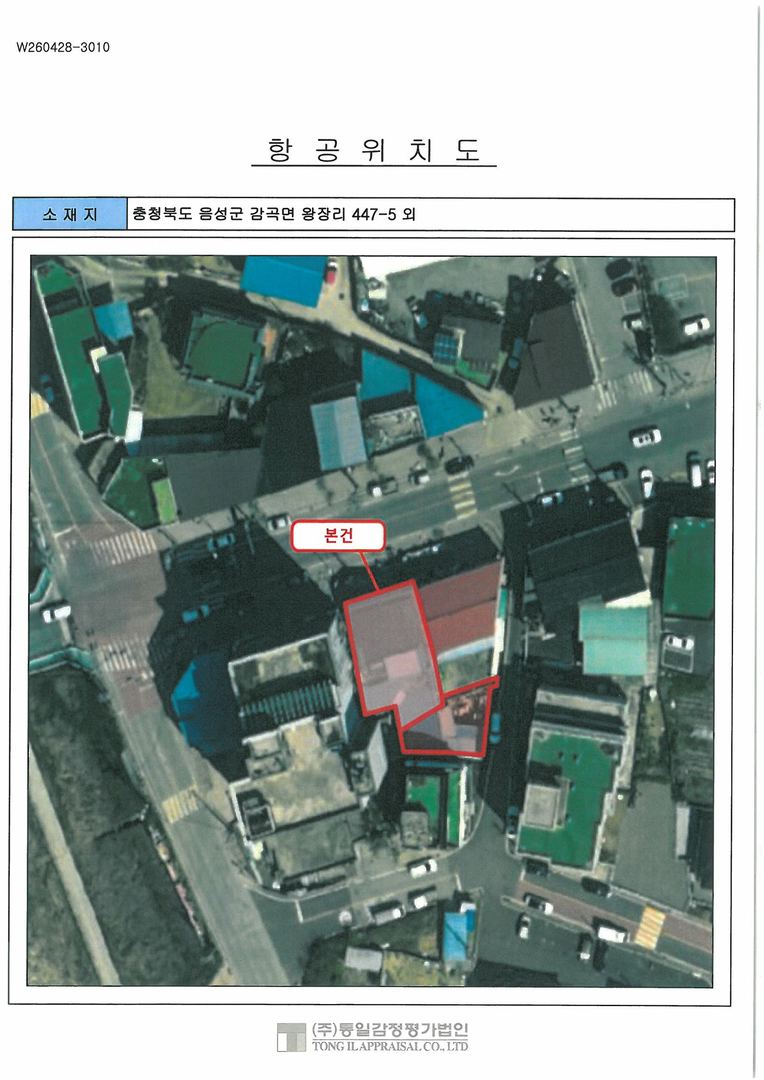 W260428-3010
항 공 위 치 도
소 재 지
충청북도 음성군 감곡면 왕장리 447-5 외
본건
(주)통일감정평가법인
TONG IL APPRAISAL CO., LTD